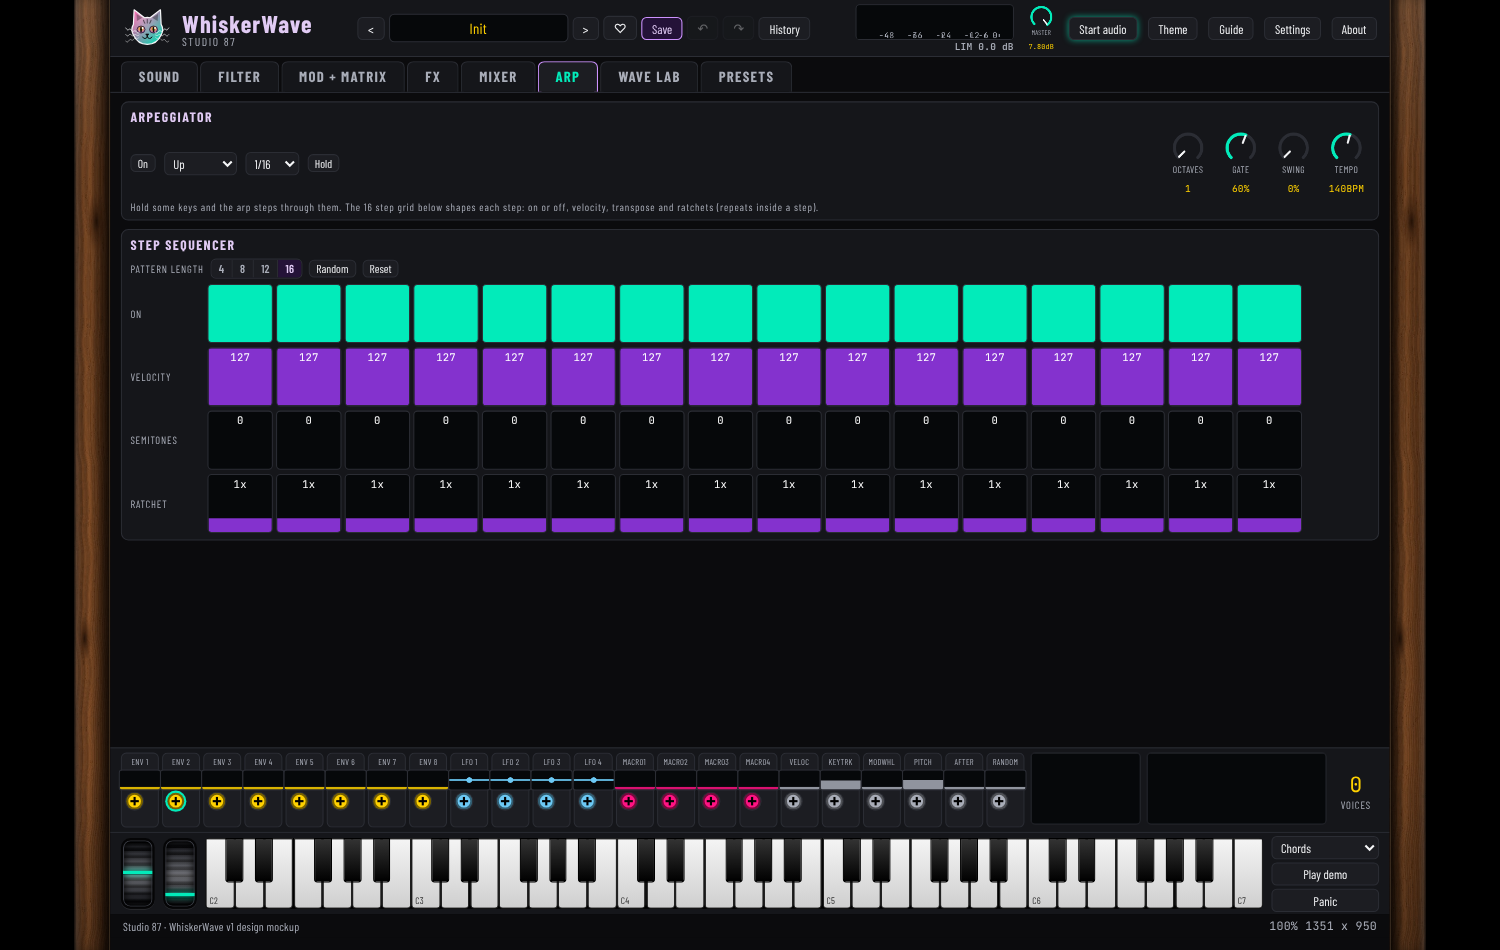 WhiskerWave
STUDIO 87
< Init > Save History
-48 -36 -24 -12 -6 0
LIM 0.0 dB
MASTER
7.80dB
Start audio Theme Guide Settings About
SOUND FILTER MOD + MATRIX FX MIXER ARP WAVE LAB PRESETS
ARPEGGIATOR
On Up 1/16 Hold
OCTAVES GATE SWING TEMPO
1 60% 0% 140BPM
Hold some keys and the arp steps through them. The 16 step grid below shapes each step: on or off, velocity, transpose and ratchets (repeats inside a step).
STEP SEQUENCER
PATTERN LENGTH 4 8 12 16 Random Reset
ON
127 127 127 127 127 127 127 127 127 127 127 127 127 127 127 127
VELOCITY
0 0 0 0 0 0 0 0 0 0 0 0 0 0 0 0
SEMITONES
1x 1x 1x 1x 1x 1x 1x 1x 1x 1x 1x 1x 1x 1x 1x 1x
RATCHET
ENV 1 ENV 2 ENV 3 ENV 4 ENV 5 ENV 6 ENV 7 ENV 8 LFO 1 LFO 2 LFO 3 LFO 4 MACRO1 MACRO2 MACRO3 MACRO4 VELOC KEYTRK MODWHL PITCH AFTER RANDOM
0
VOICES
C2 C3 C4 C5 C6 C7
Chords
Play demo
Panic
Studio 87 · WhiskerWave v1 design mockup
100% 1351 x 950